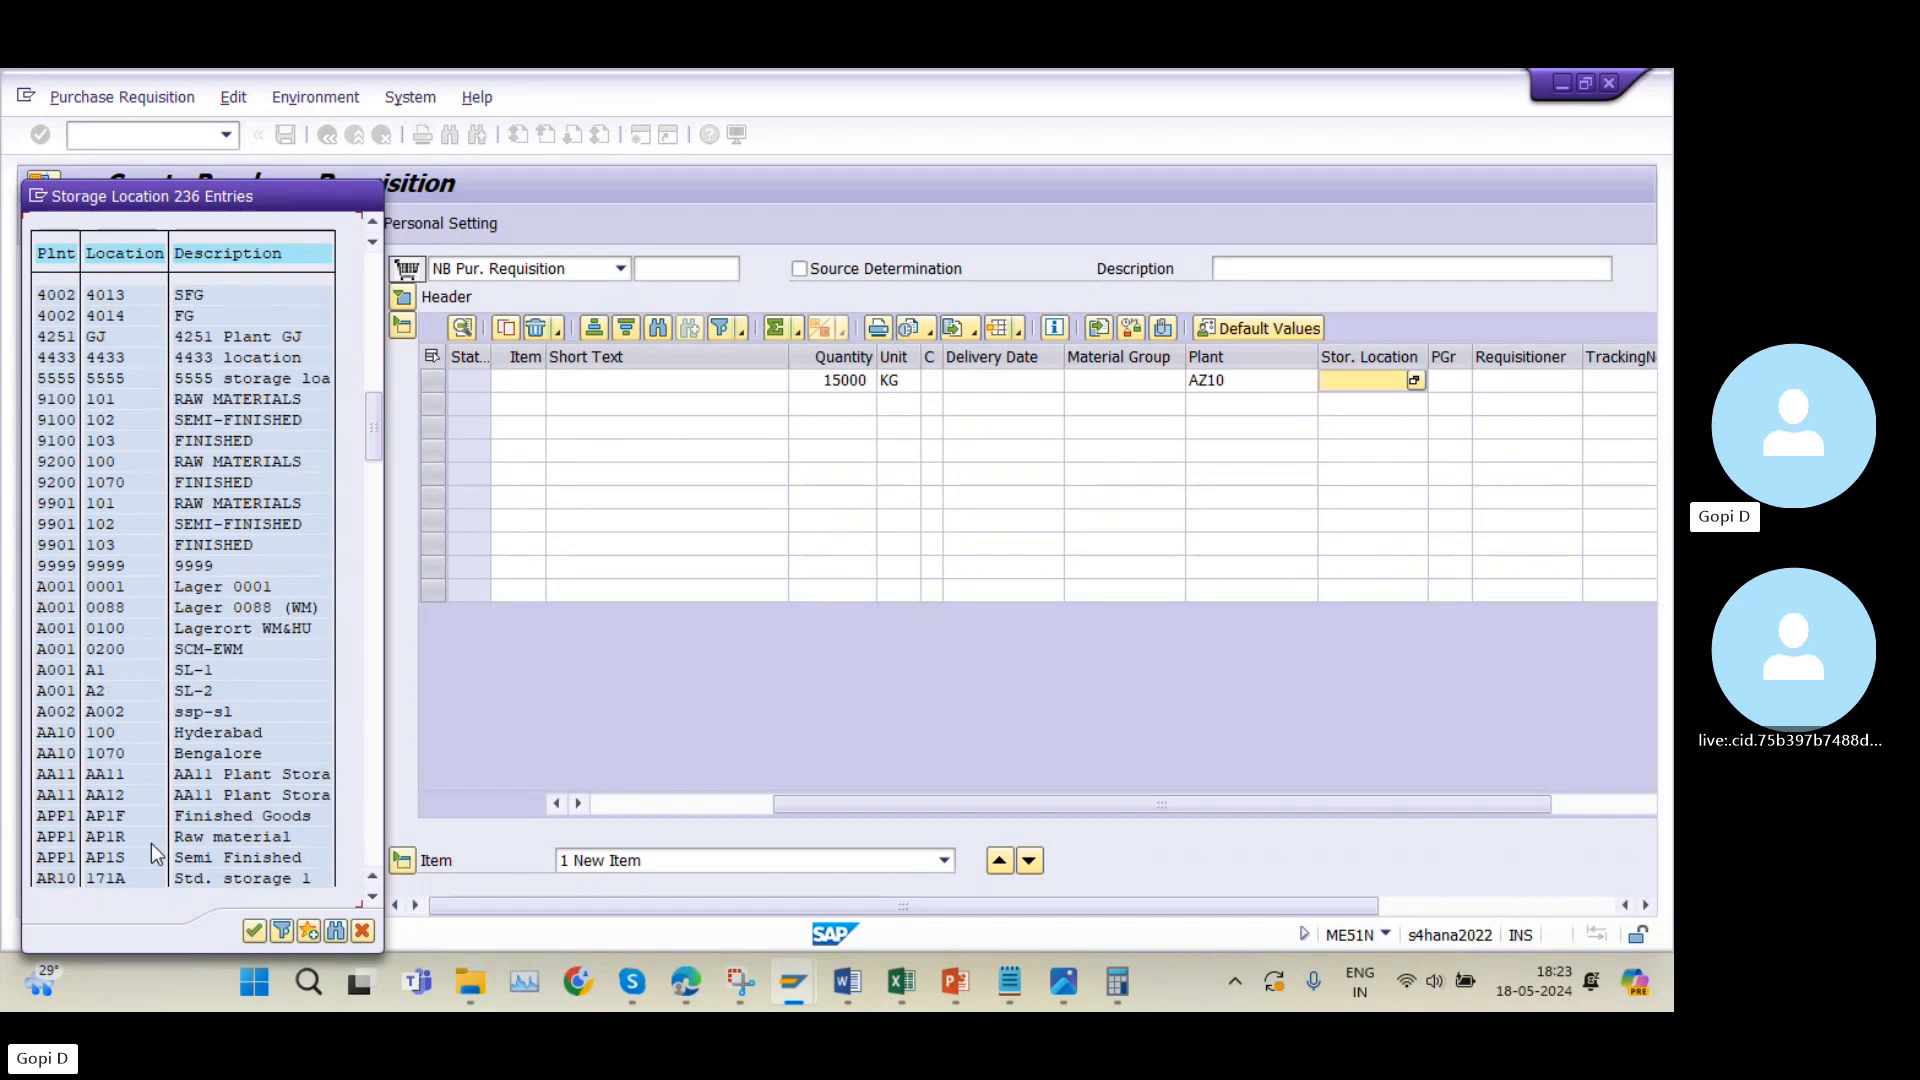 Purchase Requisition Edit Environment System Help
isition
Storage Location 236 Entries
Personal Setting
Plnt Location Description
4002 4013 SFG
4002 4014 FG
4251 GJ 4251 Plant GJ
4433 4433 4433 location
5555 5555 5555 storage loa
9100 101 RAW MATERIALS
9100 102 SEMI-FINISHED
9100 103 FINISHED
9200 100 RAW MATERIALS
9200 1070 FINISHED
9901 101 RAW MATERIALS
9901 102 SEMI-FINISHED
9901 103 FINISHED
9999 9999 9999
A001 0001 Lager 0001
A001 0088 Lager 0088 (WM)
A001 0100 Lagerort WM&HU
A001 0200 SCM-EWM
A001 A1 SL-1
A001 A2 SL-2
A002 A002 ssp-sl
AA10 100 Hyderabad
AA10 1070 Bengalore
AA11 AA11 AA11 Plant Stora
AA11 AA12 AA11 Plant Stora
APP1 AP1F Finished Goods
APP1 AP1R Raw material
APP1 AP1S Semi Finished
AR10 171A Std. storage 1
NB Pur. Requisition Source Determination Description
Header
Default Values
Stat... Item Short Text Quantity Unit C Delivery Date Material Group Plant Stor. Location PGr Requisitioner TrackingN
15000 KG AZ10
Item 1 New Item
SAP ME51N s4hana2022 INS
29° ENG IN 18:23 18-05-2024 PRE
Gopi D
live:.cid.75b397b7488d...
Gopi D